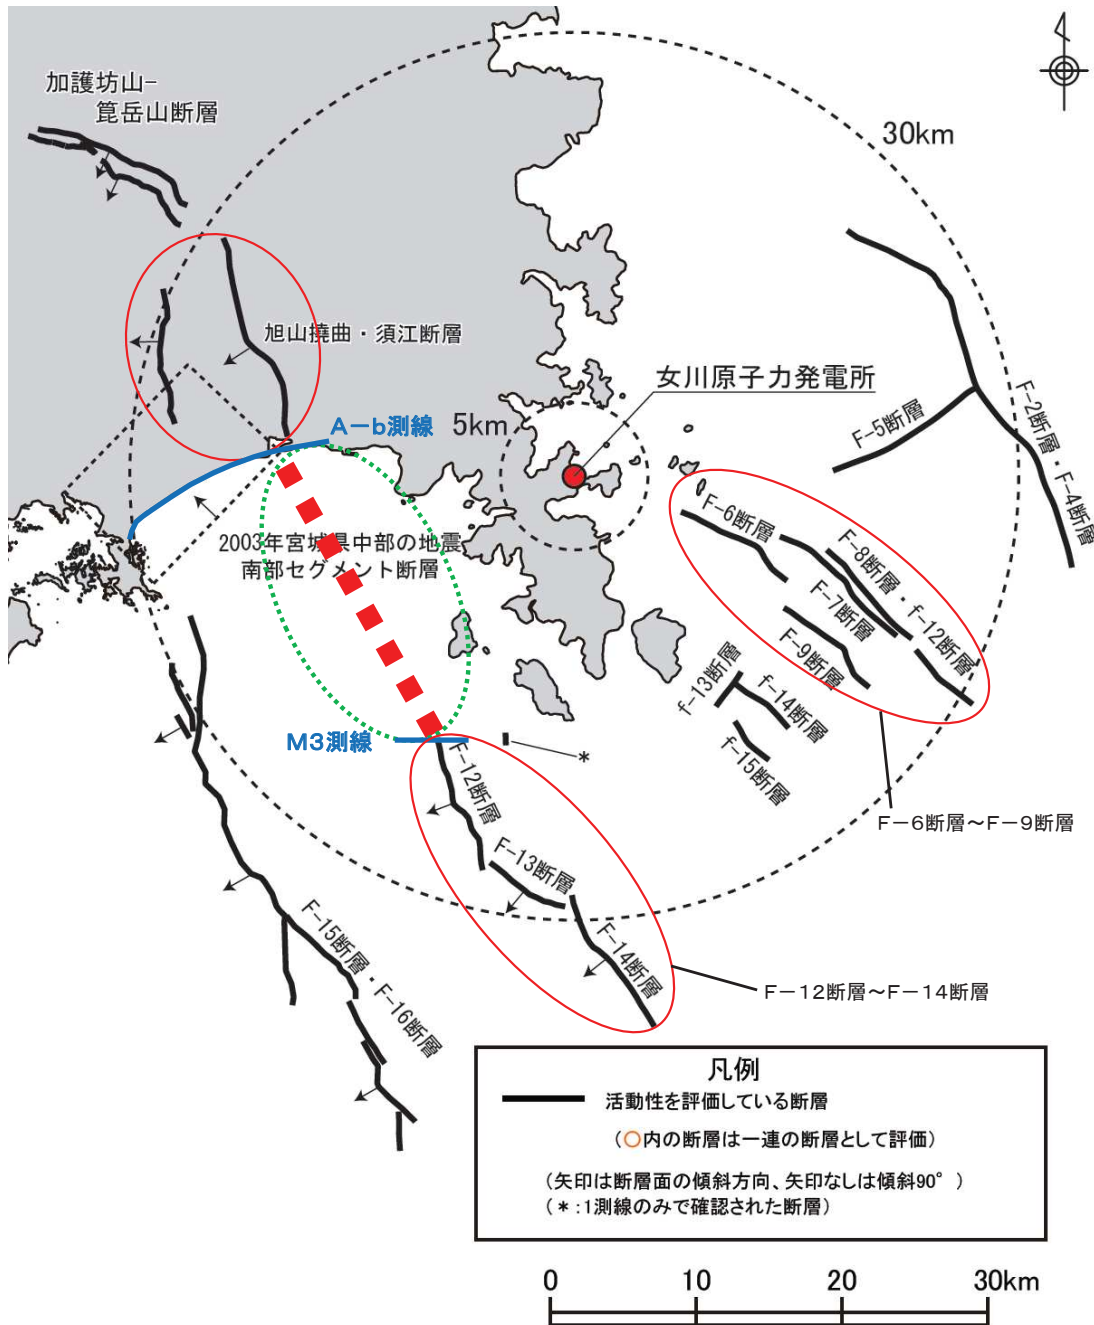 加護坊山−
箆岳山断層
30km
旭山撓曲・須江断層
女川原子力発電所
A−b測線
5km
F-2断層・F-4断層
F-5断層
F-6断層
F-8断層・f-12断層
F-7断層
F-9断層
2003年宮城県中部の地震
南部セグメント断層
f-13断層
f-14断層
f-15断層
M3測線
*
F-12断層
F−6断層〜F−9断層
F-13断層
F-14断層
F-15断層・F-16断層
F−12断層〜F−14断層
凡例
活動性を評価している断層
(○内の断層は一連の断層として評価)
(矢印は断層面の傾斜方向、矢印なしは傾斜90°)
(*:1測線のみで確認された断層)
0 10 20 30km